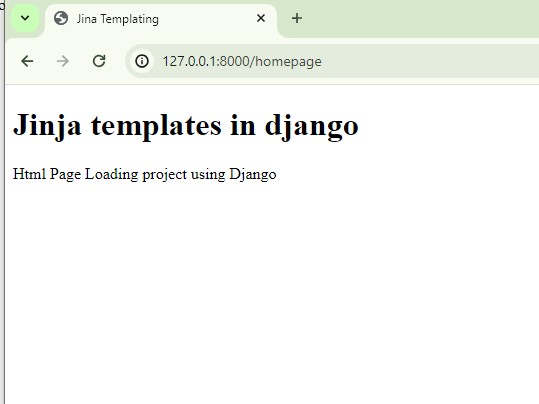 Jina Templating
127.0.0.1:8000/homepage
Jinja templates in django
Html Page Loading project using Django